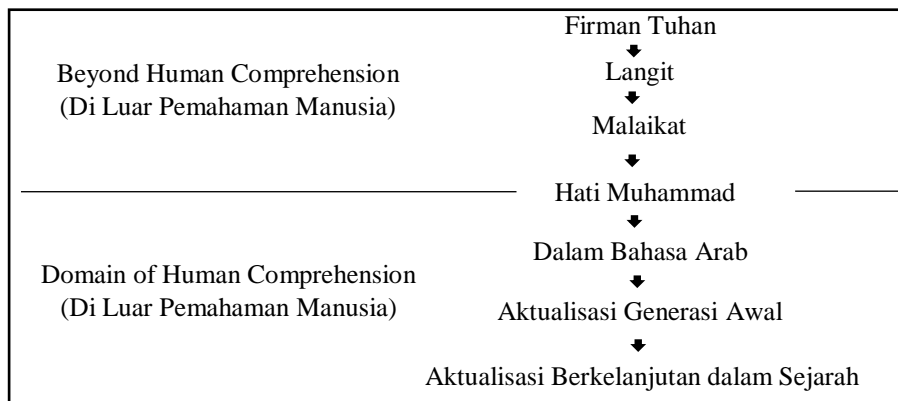 Firman Tuhan
Beyond Human Comprehension
(Di Luar Pemahaman Manusia)
Langit
Malaikat
Hati Muhammad
Dalam Bahasa Arab
Domain of Human Comprehension
(Di Luar Pemahaman Manusia)
Aktualisasi Generasi Awal
Aktualisasi Berkelanjutan dalam Sejarah